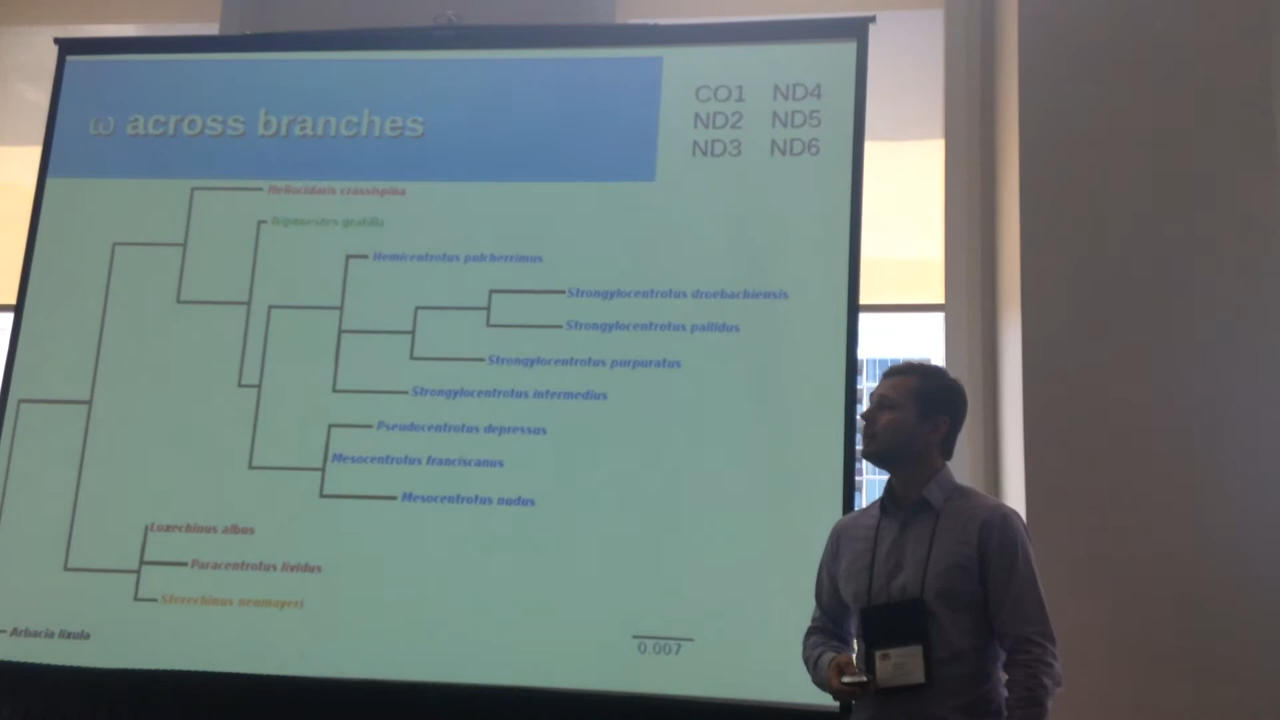 ω across branches
CO1 ND4
ND2 ND5
ND3 ND6
Heliocidaris crassispina
Tripneustes gratilla
Hemicentrotus pulcherrimus
Strongylocentrotus droebachiensis
Strongylocentrotus pallidus
Strongylocentrotus purpuratus
Strongylocentrotus intermedius
Pseudocentrotus depressus
Mesocentrotus franciscanus
Mesocentrotus nudus
Loxechinus albus
Paracentrotus lividus
Sterechinus neumayeri
Arbacia lixula
0.007